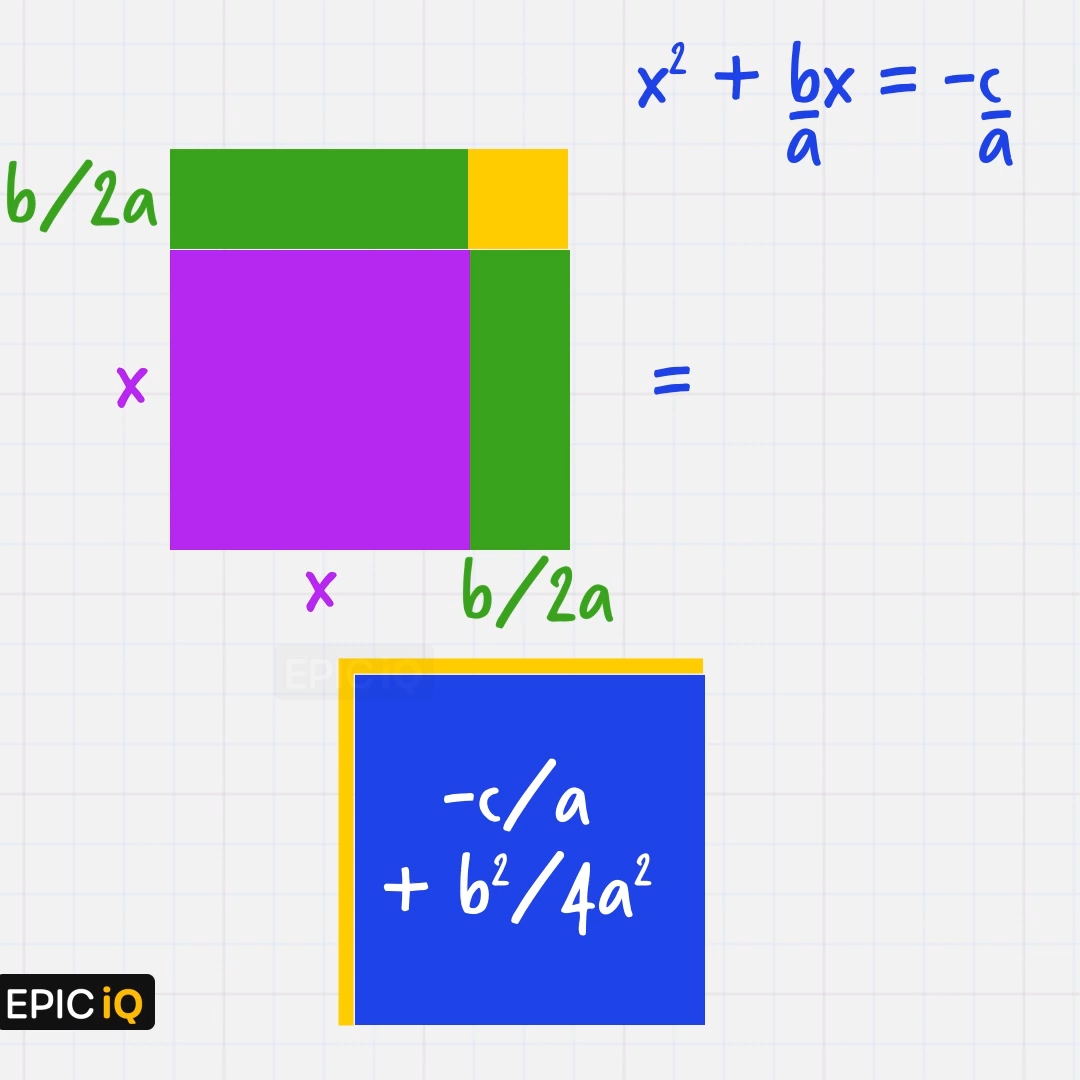 x² + bx = -c
a a
b/2a
x
=
x b/2a
EPIC iQ
-c/a
+ b²/4a²
EPIC iQ